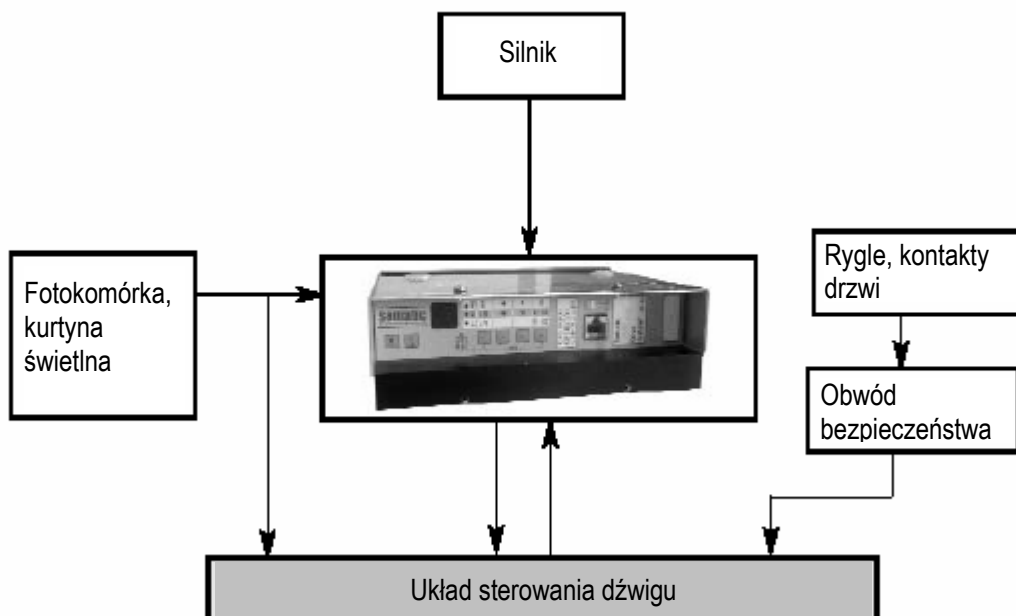 Silnik
Fotokomórka,
kurtyna
świetlna
Rygle, kontakty
drzwi
Obwód
bezpieczeństwa
Układ sterowania dźwigu